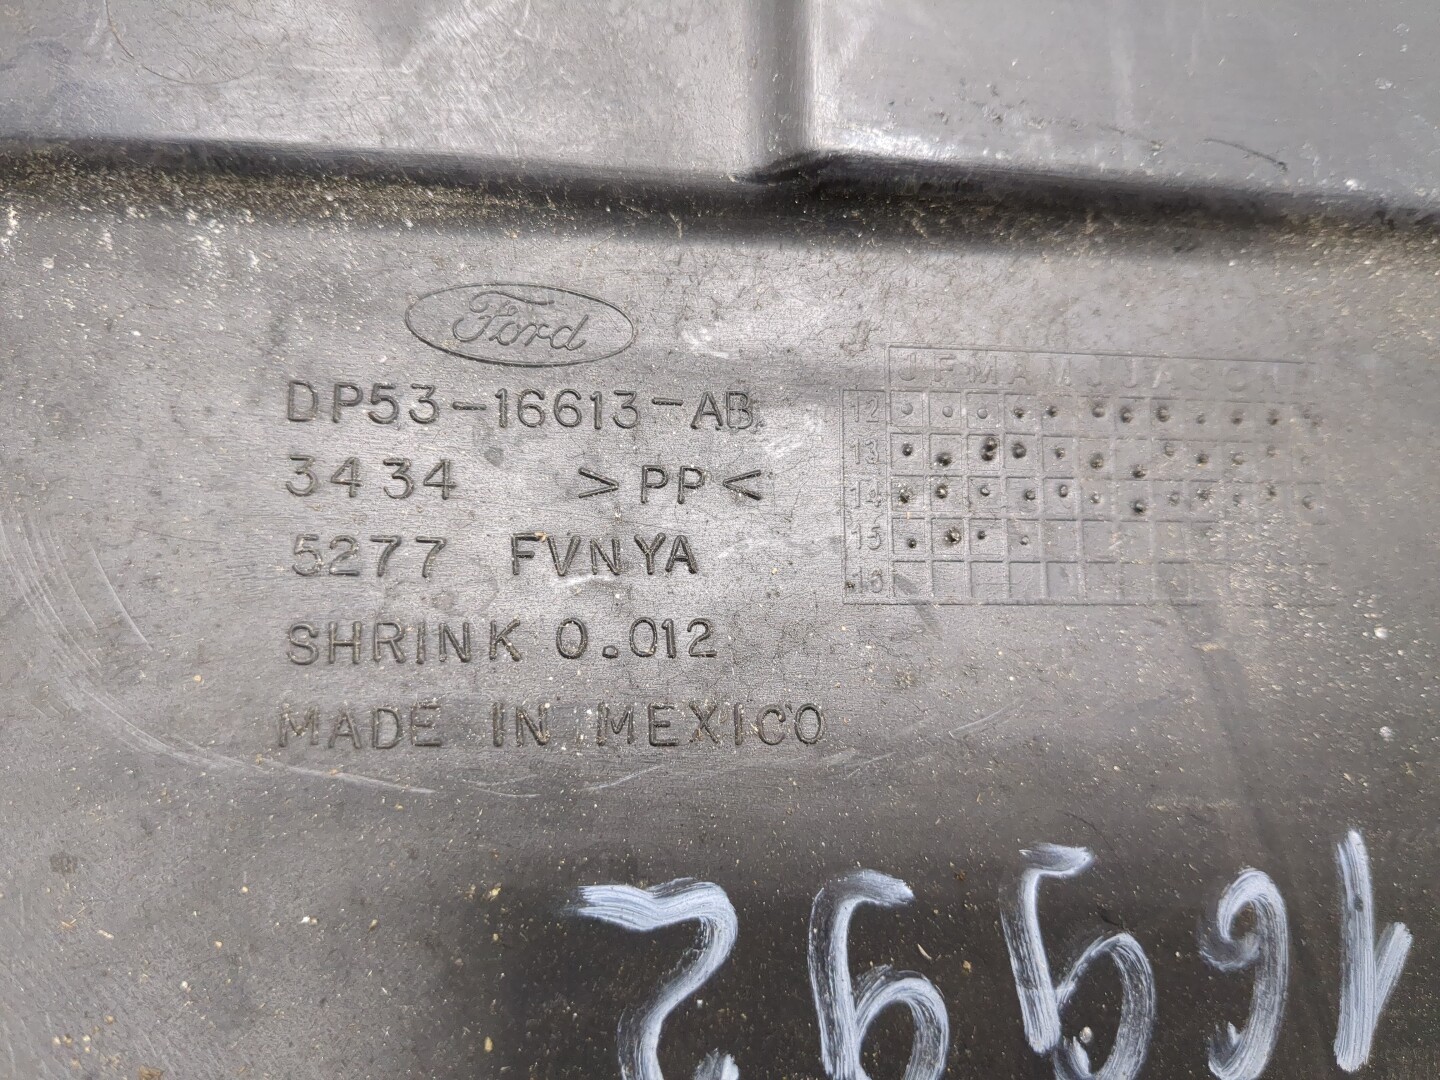 Ford
DP53-16613-AB
3434 >PP<
5277 FVNYA
SHRINK 0.012
MADE IN MEXICO
J F M A M J J A S O N
12
13
14
15
16
16992